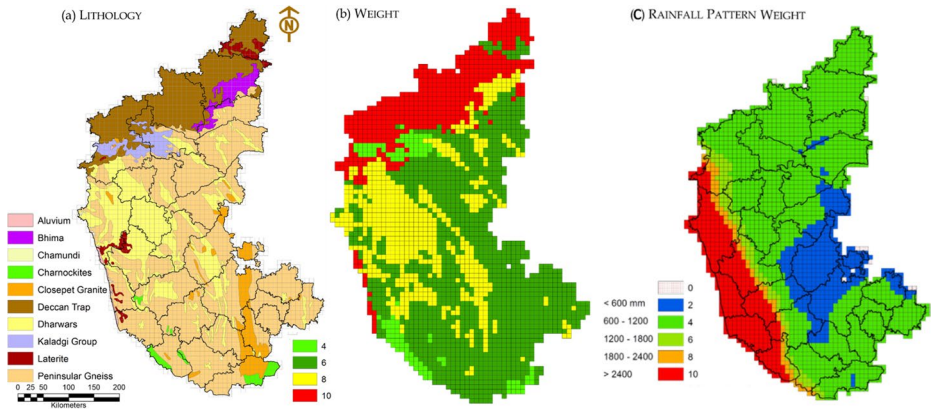 (a) LITHOLOGY
N
Aluvium
Bhima
Chamundi
Charnockites
Closepet Granite
Deccan Trap
Dharwars
Kaladgi Group
Laterite
Peninsular Gneiss
0 25 50 100 150 200
Kilometers
(b) WEIGHT
4
6
8
10
(C) RAINFALL PATTERN WEIGHT
0
< 600 mm 2
600 - 1200 4
1200 - 1800 6
1800 - 2400 8
> 2400 10